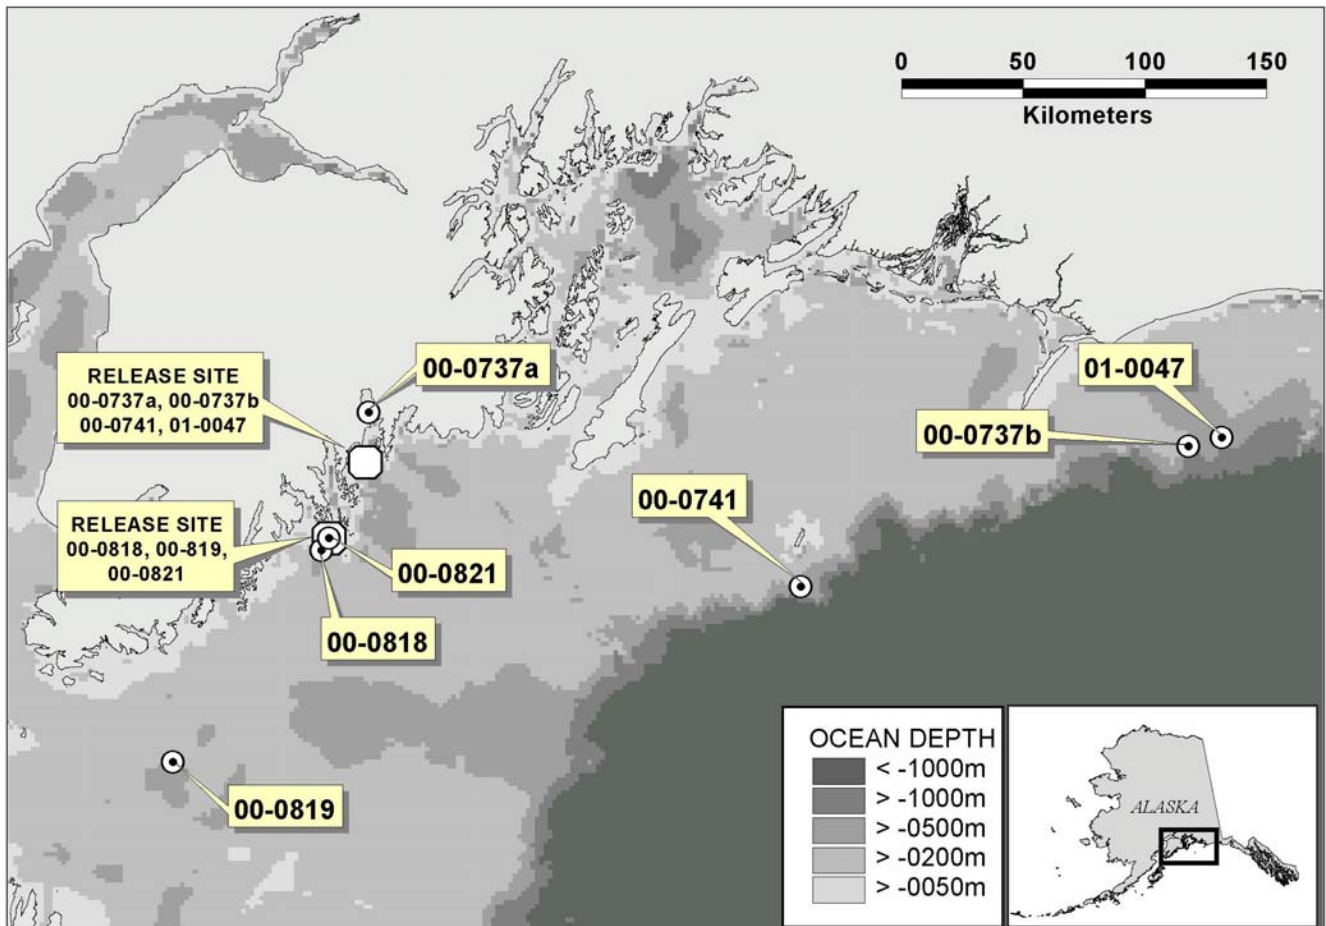 0 50 100 150
Kilometers
00-0737a
RELEASE SITE
00-0737a, 00-0737b
00-0741, 01-0047
01-0047
00-0737b
00-0741
RELEASE SITE
00-0818, 00-819,
00-0821
00-0821
00-0818
00-0819
OCEAN DEPTH
< -1000m
> -1000m
> -0500m
> -0200m
> -0050m
ALASKA